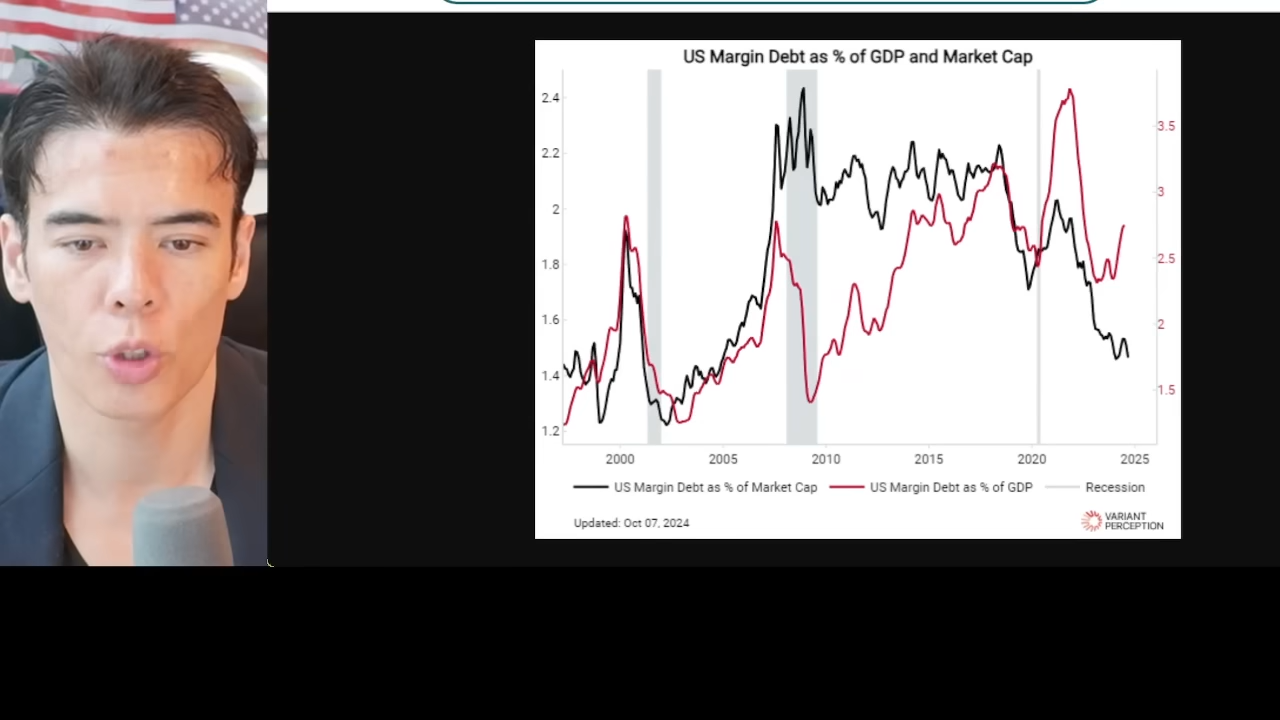 US Margin Debt as % of GDP and Market Cap
2.4
2.2
2
1.8
1.6
1.4
1.2
3.5
3
2.5
2
1.5
2000 2005 2010 2015 2020 2025
US Margin Debt as % of Market Cap US Margin Debt as % of GDP Recession
Updated: Oct 07, 2024
VARIANT
PERCEPTION